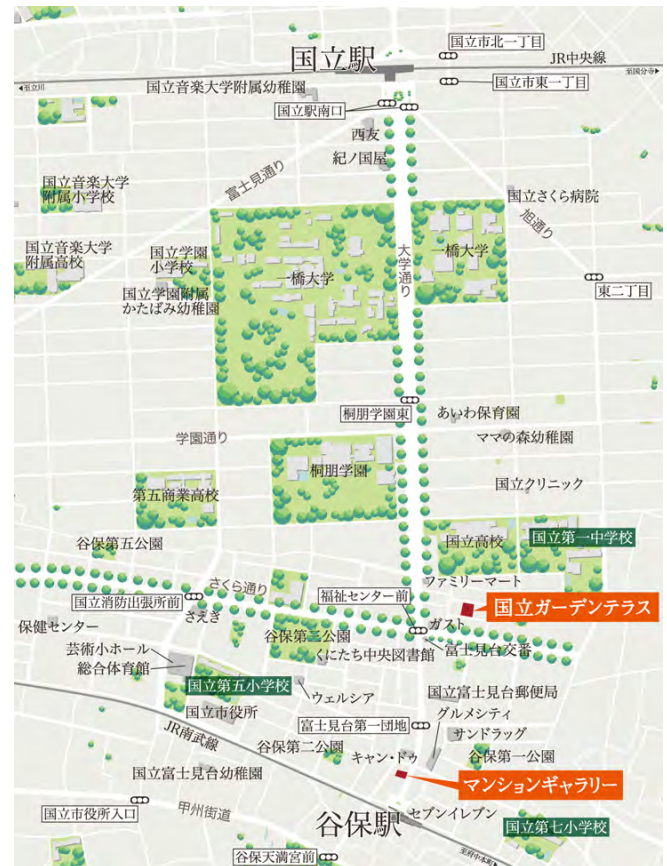 国立駅
国立市北一丁目
JR中央線
◀至立川
至国分寺▶
国立音楽大学附属幼稚園
国立市東一丁目
国立駅南口
西友
紀ノ国屋
富士見通り
国立音楽大学
附属小学校
国立さくら病院
旭通り
国立音楽大学
附属高校
国立学園
小学校
一橋大学
大学通り
一橋大学
国立学園附属
かたばみ幼稚園
東二丁目
桐朋学園東
あいわ保育園
学園通り
ママの森幼稚園
桐朋学園
第五商業高校
国立クリニック
谷保第五公園
国立高校
国立第一中学校
さくら通り
ファミリーマート
国立消防出張所前
福祉センター前
国立ガーデンテラス
さえき
保健センター
谷保第三公園
ガスト
芸術小ホール
くにたち中央図書館
富士見台交番
総合体育館
国立第五小学校
ウェルシア
国立富士見台郵便局
国立市役所
富士見台第一団地
グルメシティ
JR南武線
サンドラッグ
谷保第二公園
キャン・ドゥ
谷保第一公園
国立富士見台幼稚園
マンションギャラリー
国立市役所入口
甲州街道
谷保駅
セブンイレブン
国立第七小学校
谷保天満宮前
至府中本町▶